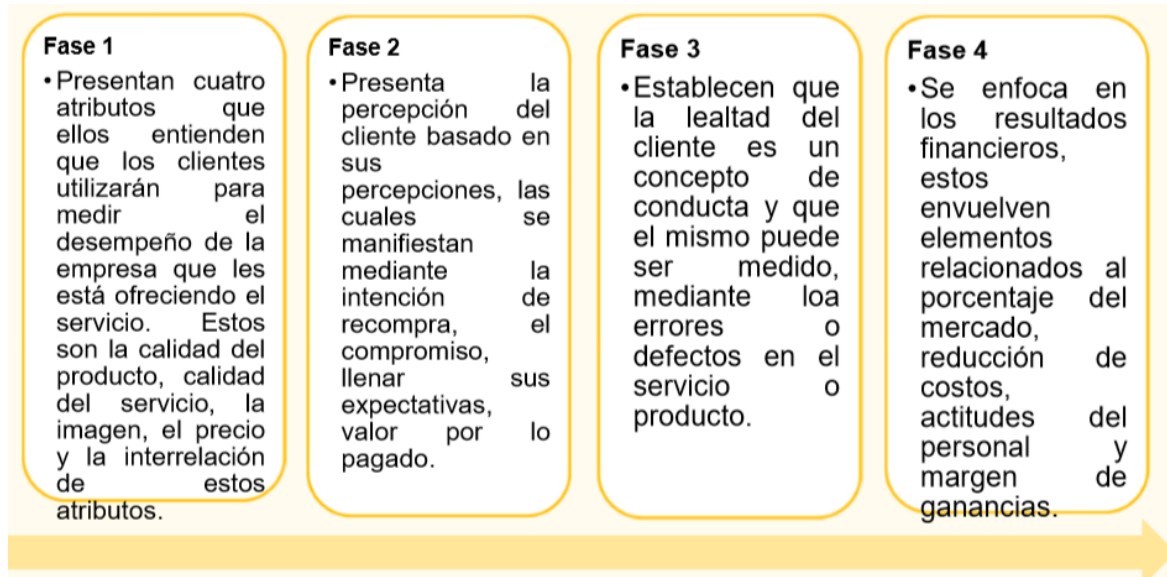 Fase 1
•Presentan cuatro
atributos que
ellos entienden
que los clientes
utilizarán para
medir el
desempeño de la
empresa que les
está ofreciendo el
servicio. Estos
son la calidad del
producto, calidad
del servicio, la
imagen, el precio
y la interrelación
de estos
atributos.
Fase 2
•Presenta la
percepción del
cliente basado en
sus
percepciones, las
cuales se
manifiestan
mediante la
intención de
recompra, el
compromiso,
llenar sus
expectativas,
valor por lo
pagado.
Fase 3
•Establecen que
la lealtad del
cliente es un
concepto de
conducta y que
el mismo puede
ser medido,
mediante loa
errores o
defectos en el
servicio o
producto.
Fase 4
•Se enfoca en
los resultados
financieros,
estos
envuelven
elementos
relacionados al
porcentaje del
mercado,
reducción de
costos,
actitudes del
personal y
margen de
ganancias.